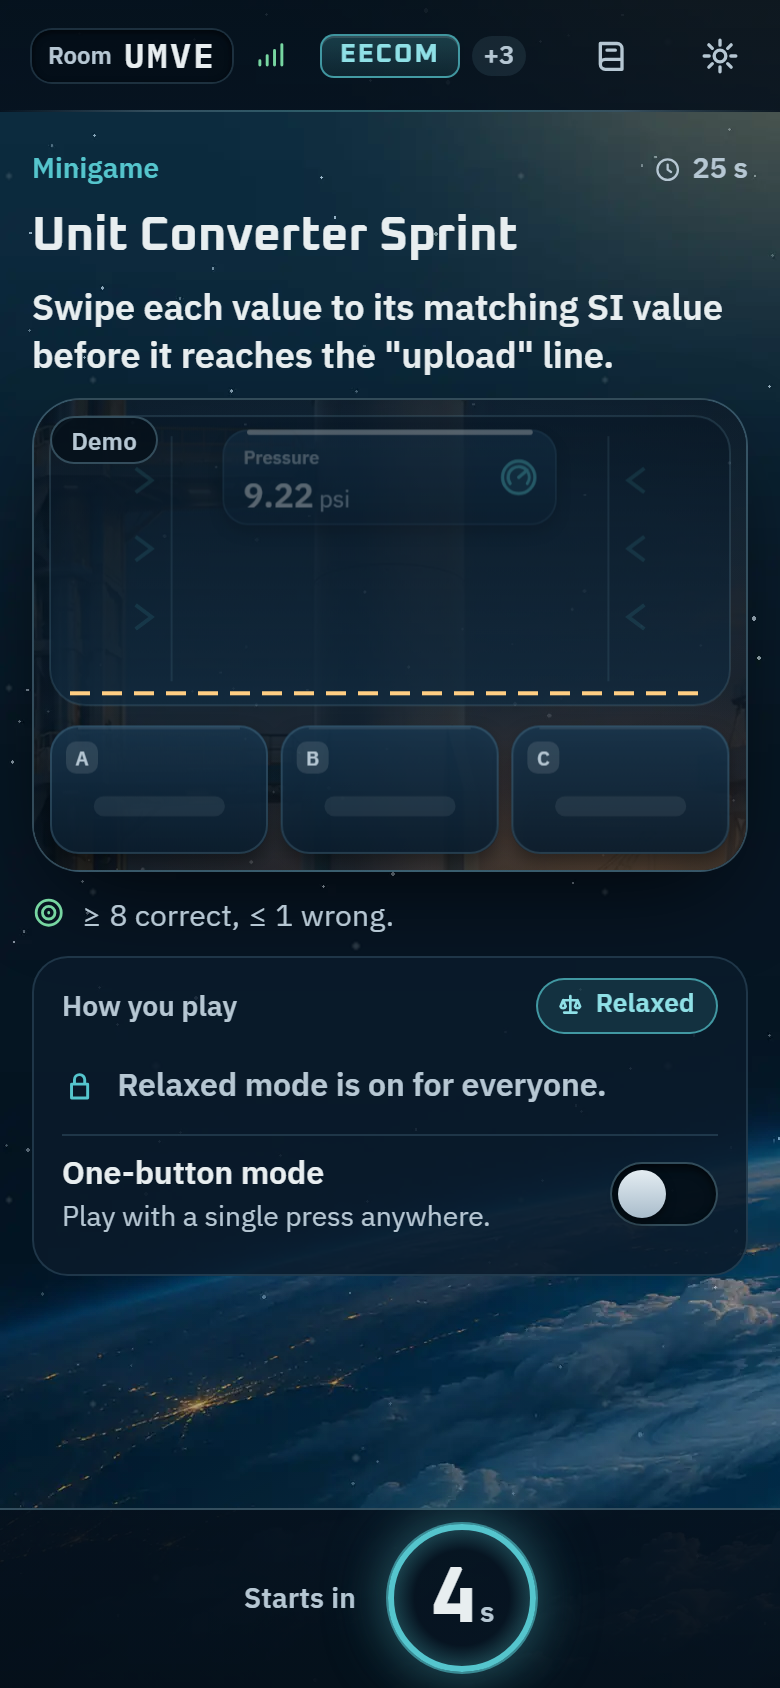 Room UMVE EECOM +3
Minigame 25 s
Unit Converter Sprint
Swipe each value to its matching SI value
before it reaches the "upload" line.
Demo
Pressure
9.22 psi
A B C
≥ 8 correct, ≤ 1 wrong.
How you play Relaxed
Relaxed mode is on for everyone.
One-button mode
Play with a single press anywhere.
Starts in 4 s